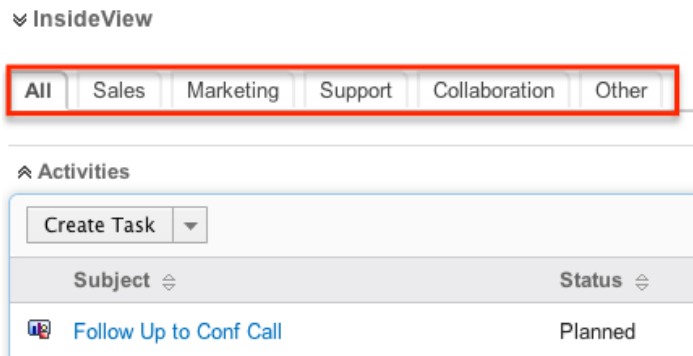 InsideView
All Sales Marketing Support Collaboration Other
Activities
Create Task
Subject Status
Follow Up to Conf Call Planned